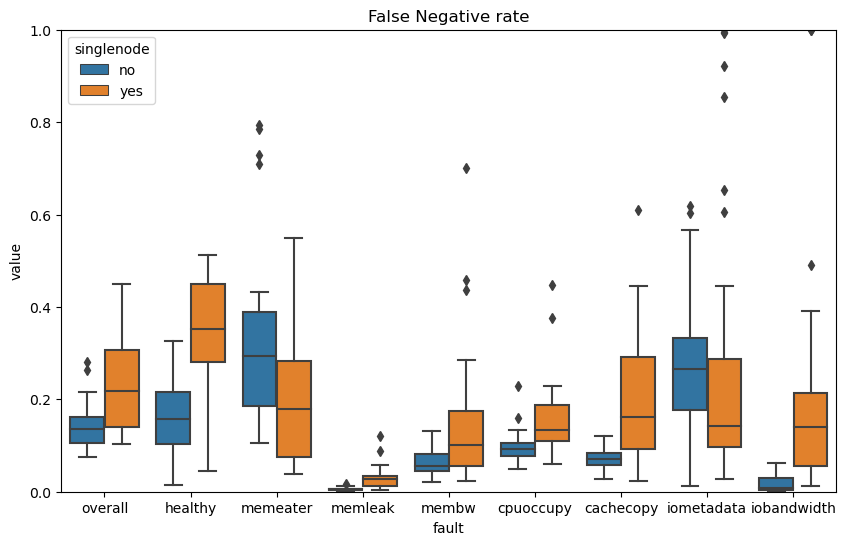 False Negative rate
singlenode
no
yes
value
1.0
0.8
0.6
0.4
0.2
0.0
overall healthy memeater memleak membw cpuoccupy cachecopy iometadata iobandwidth
fault